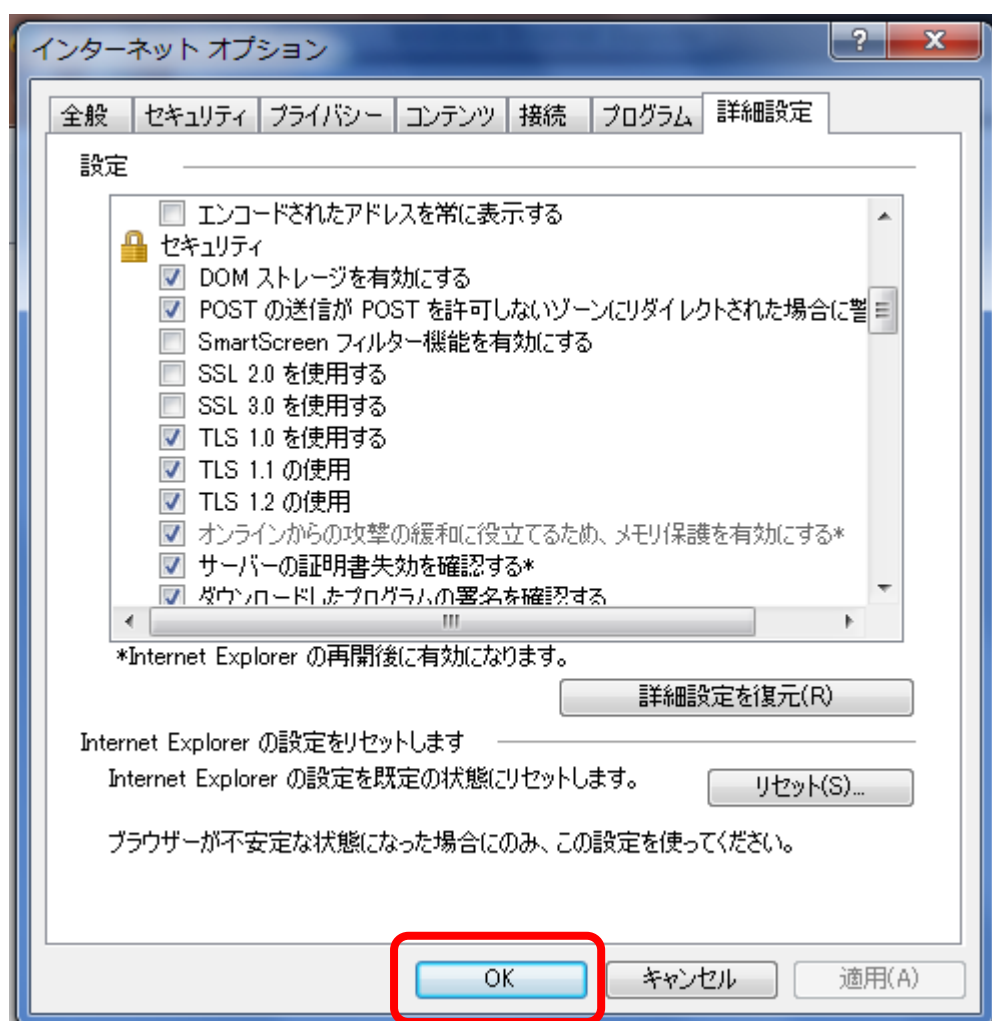 インターネット オプション
全般 セキュリティ プライバシー コンテンツ 接続 プログラム 詳細設定
設定
エンコードされたアドレスを常に表示する
セキュリティ
DOM ストレージを有効にする
POST の送信が POST を許可しないゾーンにリダイレクトされた場合に警
SmartScreen フィルター機能を有効にする
SSL 2.0 を使用する
SSL 3.0 を使用する
TLS 1.0 を使用する
TLS 1.1 の使用
TLS 1.2 の使用
オンラインからの攻撃の緩和に役立てるため、メモリ保護を有効にする*
サーバーの証明書失効を確認する*
ダウンロードしたプログラムの署名を確認する
*Internet Explorer の再開後に有効になります。
詳細設定を復元(R)
Internet Explorer の設定をリセットします
Internet Explorer の設定を既定の状態にリセットします。
リセット(S)...
ブラウザーが不安定な状態になった場合にのみ、この設定を使ってください。
OK キャンセル 適用(A)